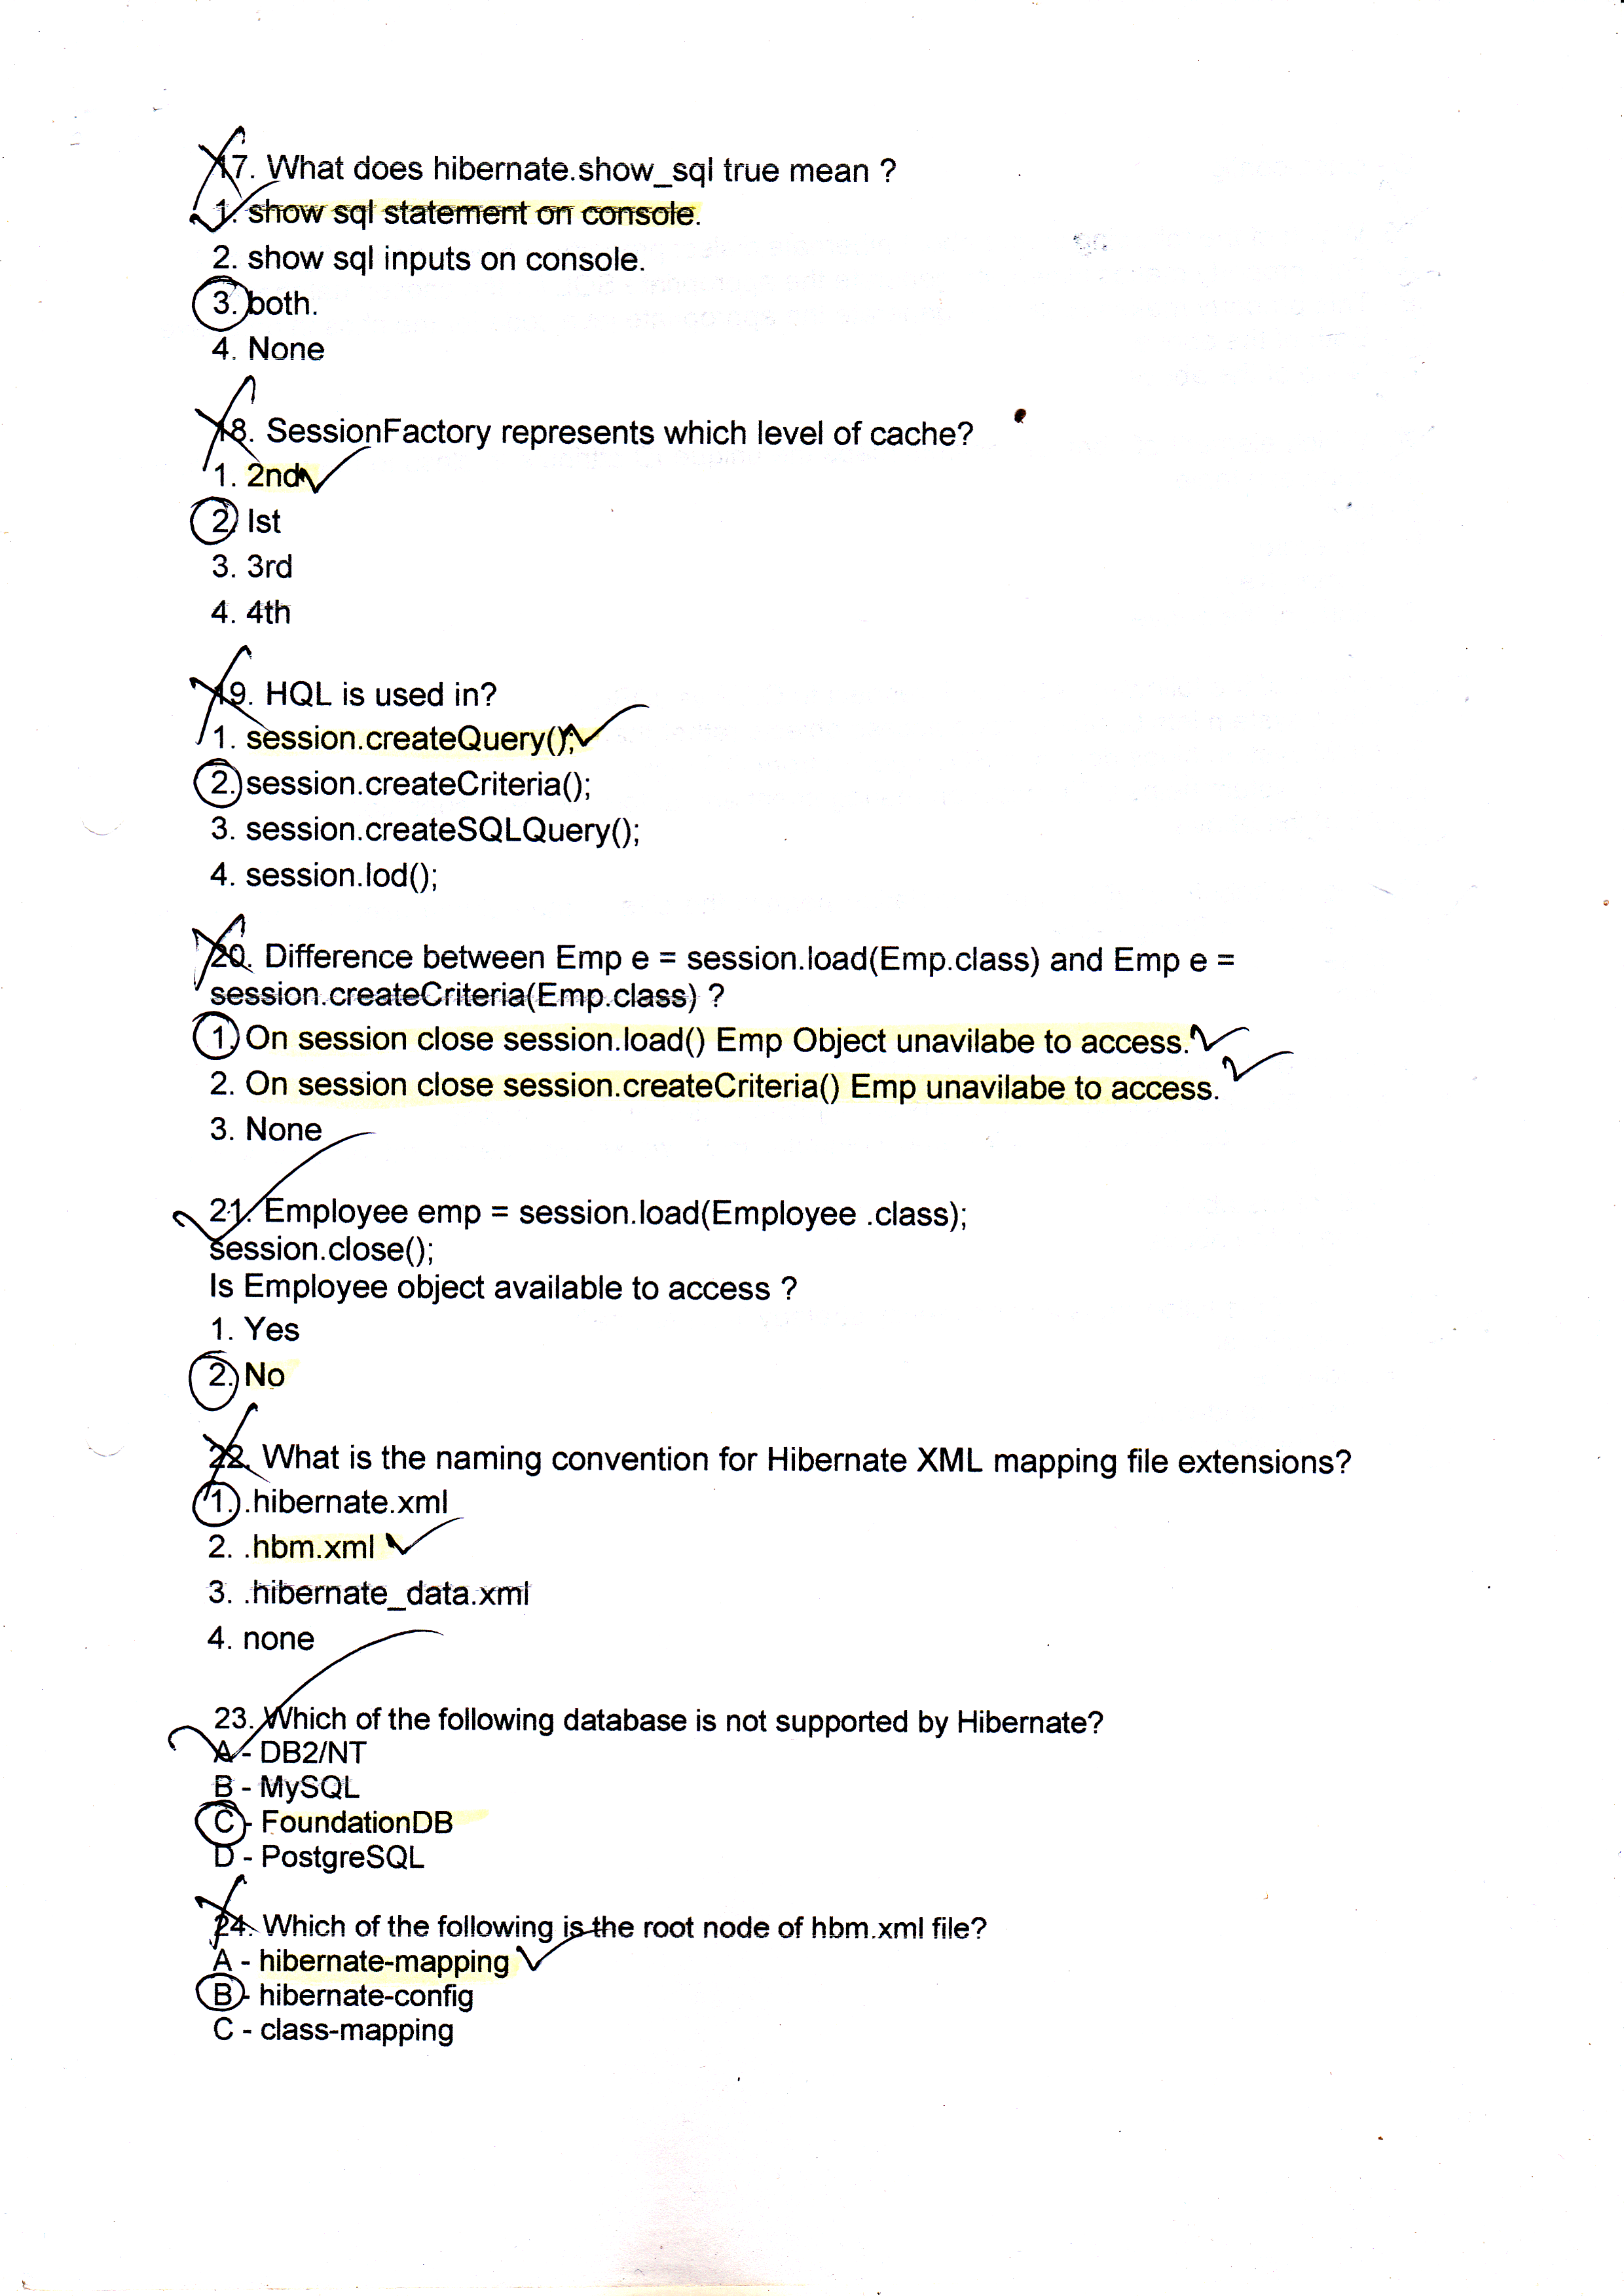 17. What does hibernate.show_sql true mean ?
1. show sql statement on console.
2. show sql inputs on console.
3. both.
4. None
18. SessionFactory represents which level of cache?
1. 2nd
2. Ist
3. 3rd
4. 4th
19. HQL is used in?
1. session.createQuery();
2. session.createCriteria();
3. session.createSQLQuery();
4. session.lod();
20. Difference between Emp e = session.load(Emp.class) and Emp e =
session.createCriteria(Emp.class) ?
1. On session close session.load() Emp Object unavilabe to access.
2. On session close session.createCriteria() Emp unavilabe to access.
3. None
21. Employee emp = session.load(Employee .class);
session.close();
Is Employee object available to access ?
1. Yes
2. No
22. What is the naming convention for Hibernate XML mapping file extensions?
1. .hibernate.xml
2. .hbm.xml
3. .hibernate_data.xml
4. none
23. Which of the following database is not supported by Hibernate?
A - DB2/NT
B - MySQL
C - FoundationDB
D - PostgreSQL
24. Which of the following is the root node of hbm.xml file?
A - hibernate-mapping
B - hibernate-config
C - class-mapping